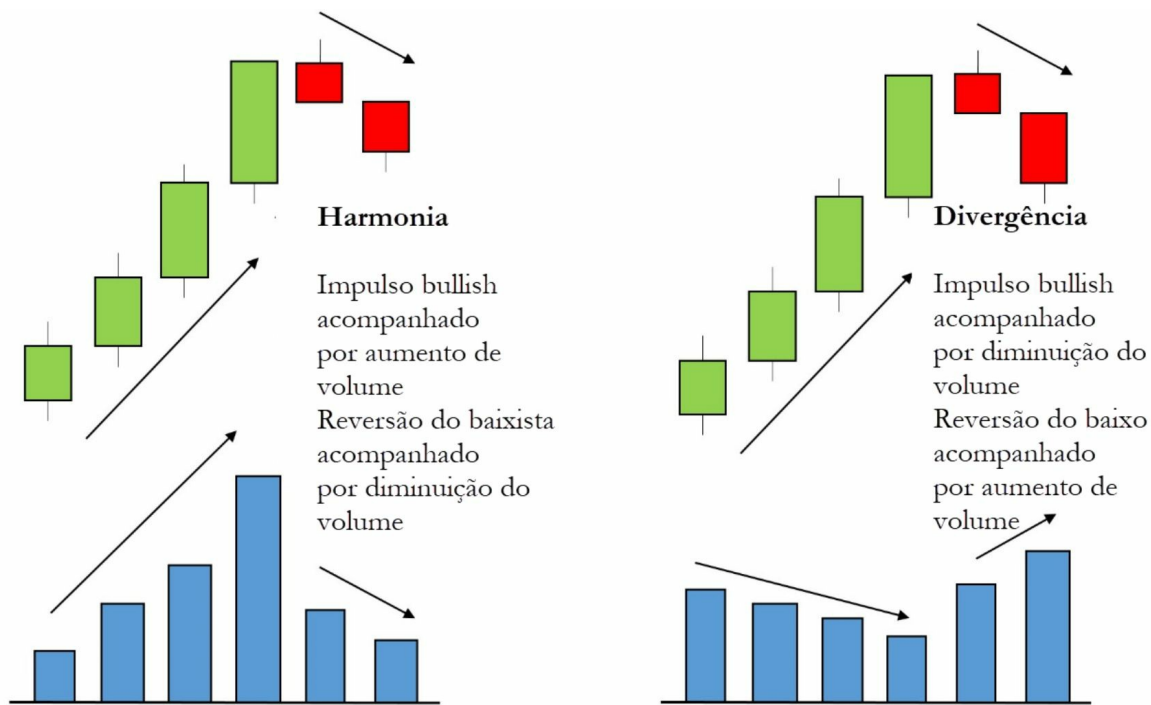 Harmonia
Impulso bullish
acompanhado
por aumento de
volume
Reversão do baixista
acompanhado
por diminuição do
volume
Divergência
Impulso bullish
acompanhado
por diminuição do
volume
Reversão do baixo
acompanhado
por aumento de
volume